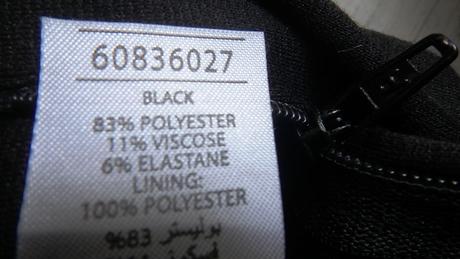 60836027
BLACK
83% POLYESTER
11% VISCOSE
6% ELASTANE
LINING:
100% POLYESTER
بوليستر 83%